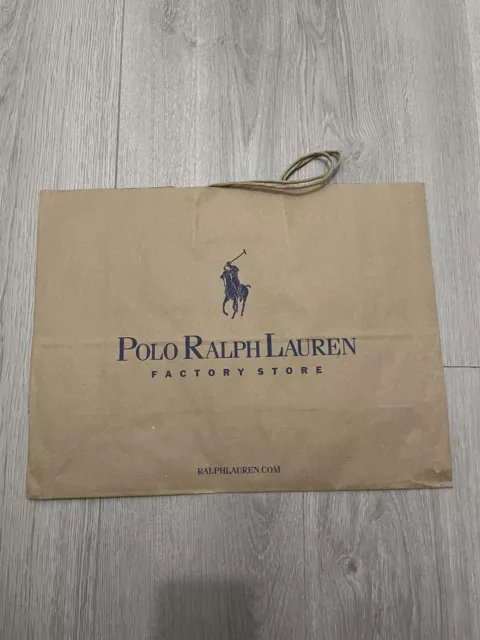 POLO RALPH LAUREN
FACTORY STORE
RALPHLAUREN.COM